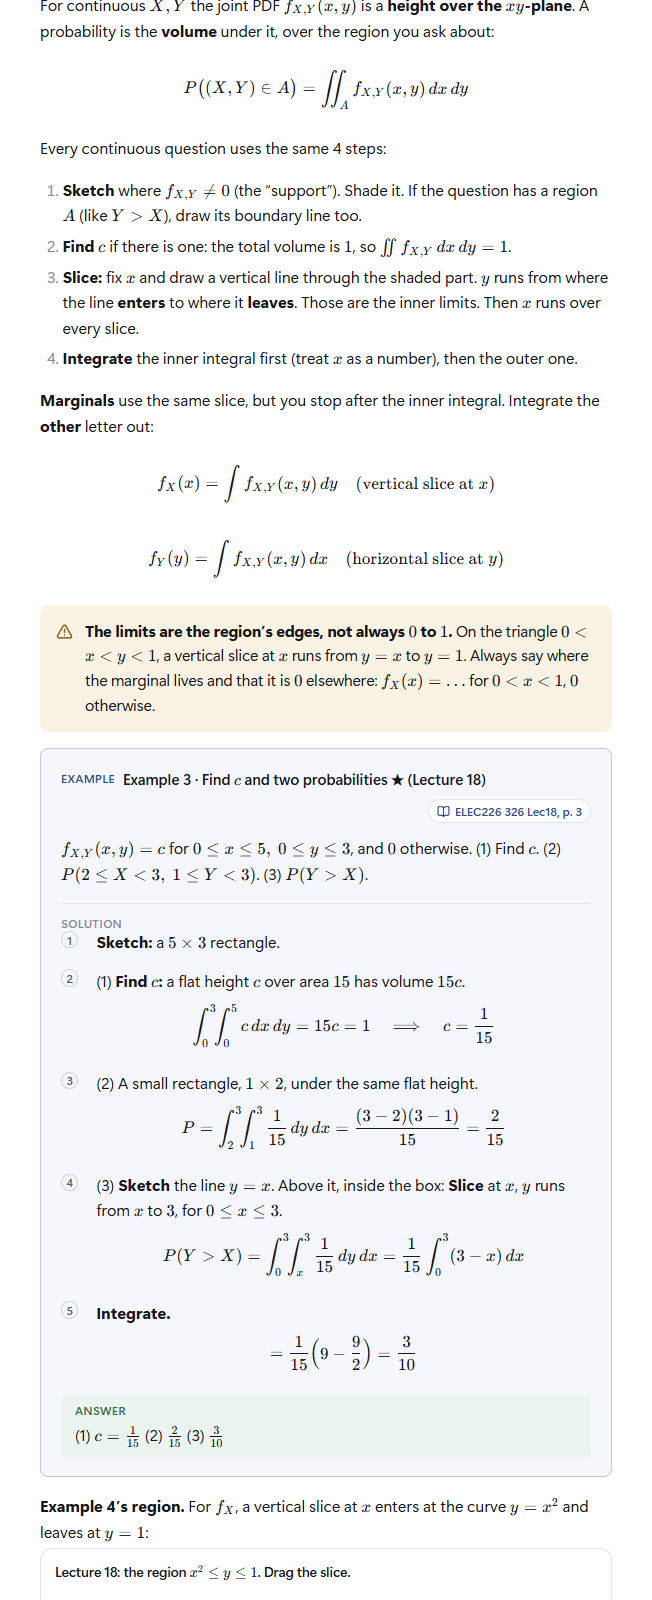 For continuous X, Y the joint PDF f_{X,Y}(x, y) is a height over the xy-plane. A
probability is the volume under it, over the region you ask about:
P((X, Y) ∈ A) = ∬_A f_{X,Y}(x, y) dx dy
Every continuous question uses the same 4 steps:
1. Sketch where f_{X,Y} ≠ 0 (the "support"). Shade it. If the question has a region
A (like Y > X), draw its boundary line too.
2. Find c if there is one: the total volume is 1, so ∬ f_{X,Y} dx dy = 1.
3. Slice: fix x and draw a vertical line through the shaded part. y runs from where
the line enters to where it leaves. Those are the inner limits. Then x runs over
every slice.
4. Integrate the inner integral first (treat x as a number), then the outer one.
Marginals use the same slice, but you stop after the inner integral. Integrate the
other letter out:
f_X(x) = ∫ f_{X,Y}(x, y) dy (vertical slice at x)
f_Y(y) = ∫ f_{X,Y}(x, y) dx (horizontal slice at y)
The limits are the region's edges, not always 0 to 1. On the triangle 0 <
x < y < 1, a vertical slice at x runs from y = x to y = 1. Always say where
the marginal lives and that it is 0 elsewhere: f_X(x) = … for 0 < x < 1, 0
otherwise.
EXAMPLE Example 3 · Find c and two probabilities ★ (Lecture 18)
ELEC226 326 Lec18, p. 3
f_{X,Y}(x, y) = c for 0 ≤ x ≤ 5, 0 ≤ y ≤ 3, and 0 otherwise. (1) Find c. (2)
P(2 ≤ X < 3, 1 ≤ Y < 3). (3) P(Y > X).
SOLUTION
1 Sketch: a 5 × 3 rectangle.
2 (1) Find c: a flat height c over area 15 has volume 15c.
∫_0^3 ∫_0^5 c dx dy = 15c = 1 ⟹ c = 1/15
3 (2) A small rectangle, 1 × 2, under the same flat height.
P = ∫_2^3 ∫_1^3 1/15 dy dx = (3 − 2)(3 − 1)/15 = 2/15
4 (3) Sketch the line y = x. Above it, inside the box: Slice at x, y runs
from x to 3, for 0 ≤ x ≤ 3.
P(Y > X) = ∫_0^3 ∫_x^3 1/15 dy dx = 1/15 ∫_0^3 (3 − x) dx
5 Integrate.
= 1/15 (9 − 9/2) = 3/10
ANSWER
(1) c = 1/15 (2) 2/15 (3) 3/10
Example 4's region. For f_X, a vertical slice at x enters at the curve y = x² and
leaves at y = 1:
Lecture 18: the region x² ≤ y ≤ 1. Drag the slice.